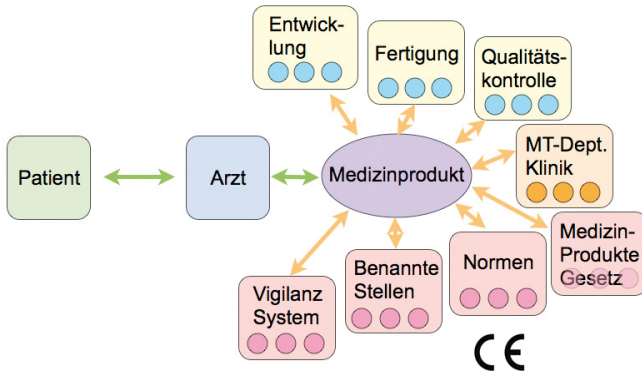 Entwick-
lung
Fertigung
Qualitäts-
kontrolle
Patient
Arzt
Medizinprodukt
MT-Dept.
Klinik
Medizin-
Produkte
Gesetz
Normen
Benannte
Stellen
Vigilanz
System
CE